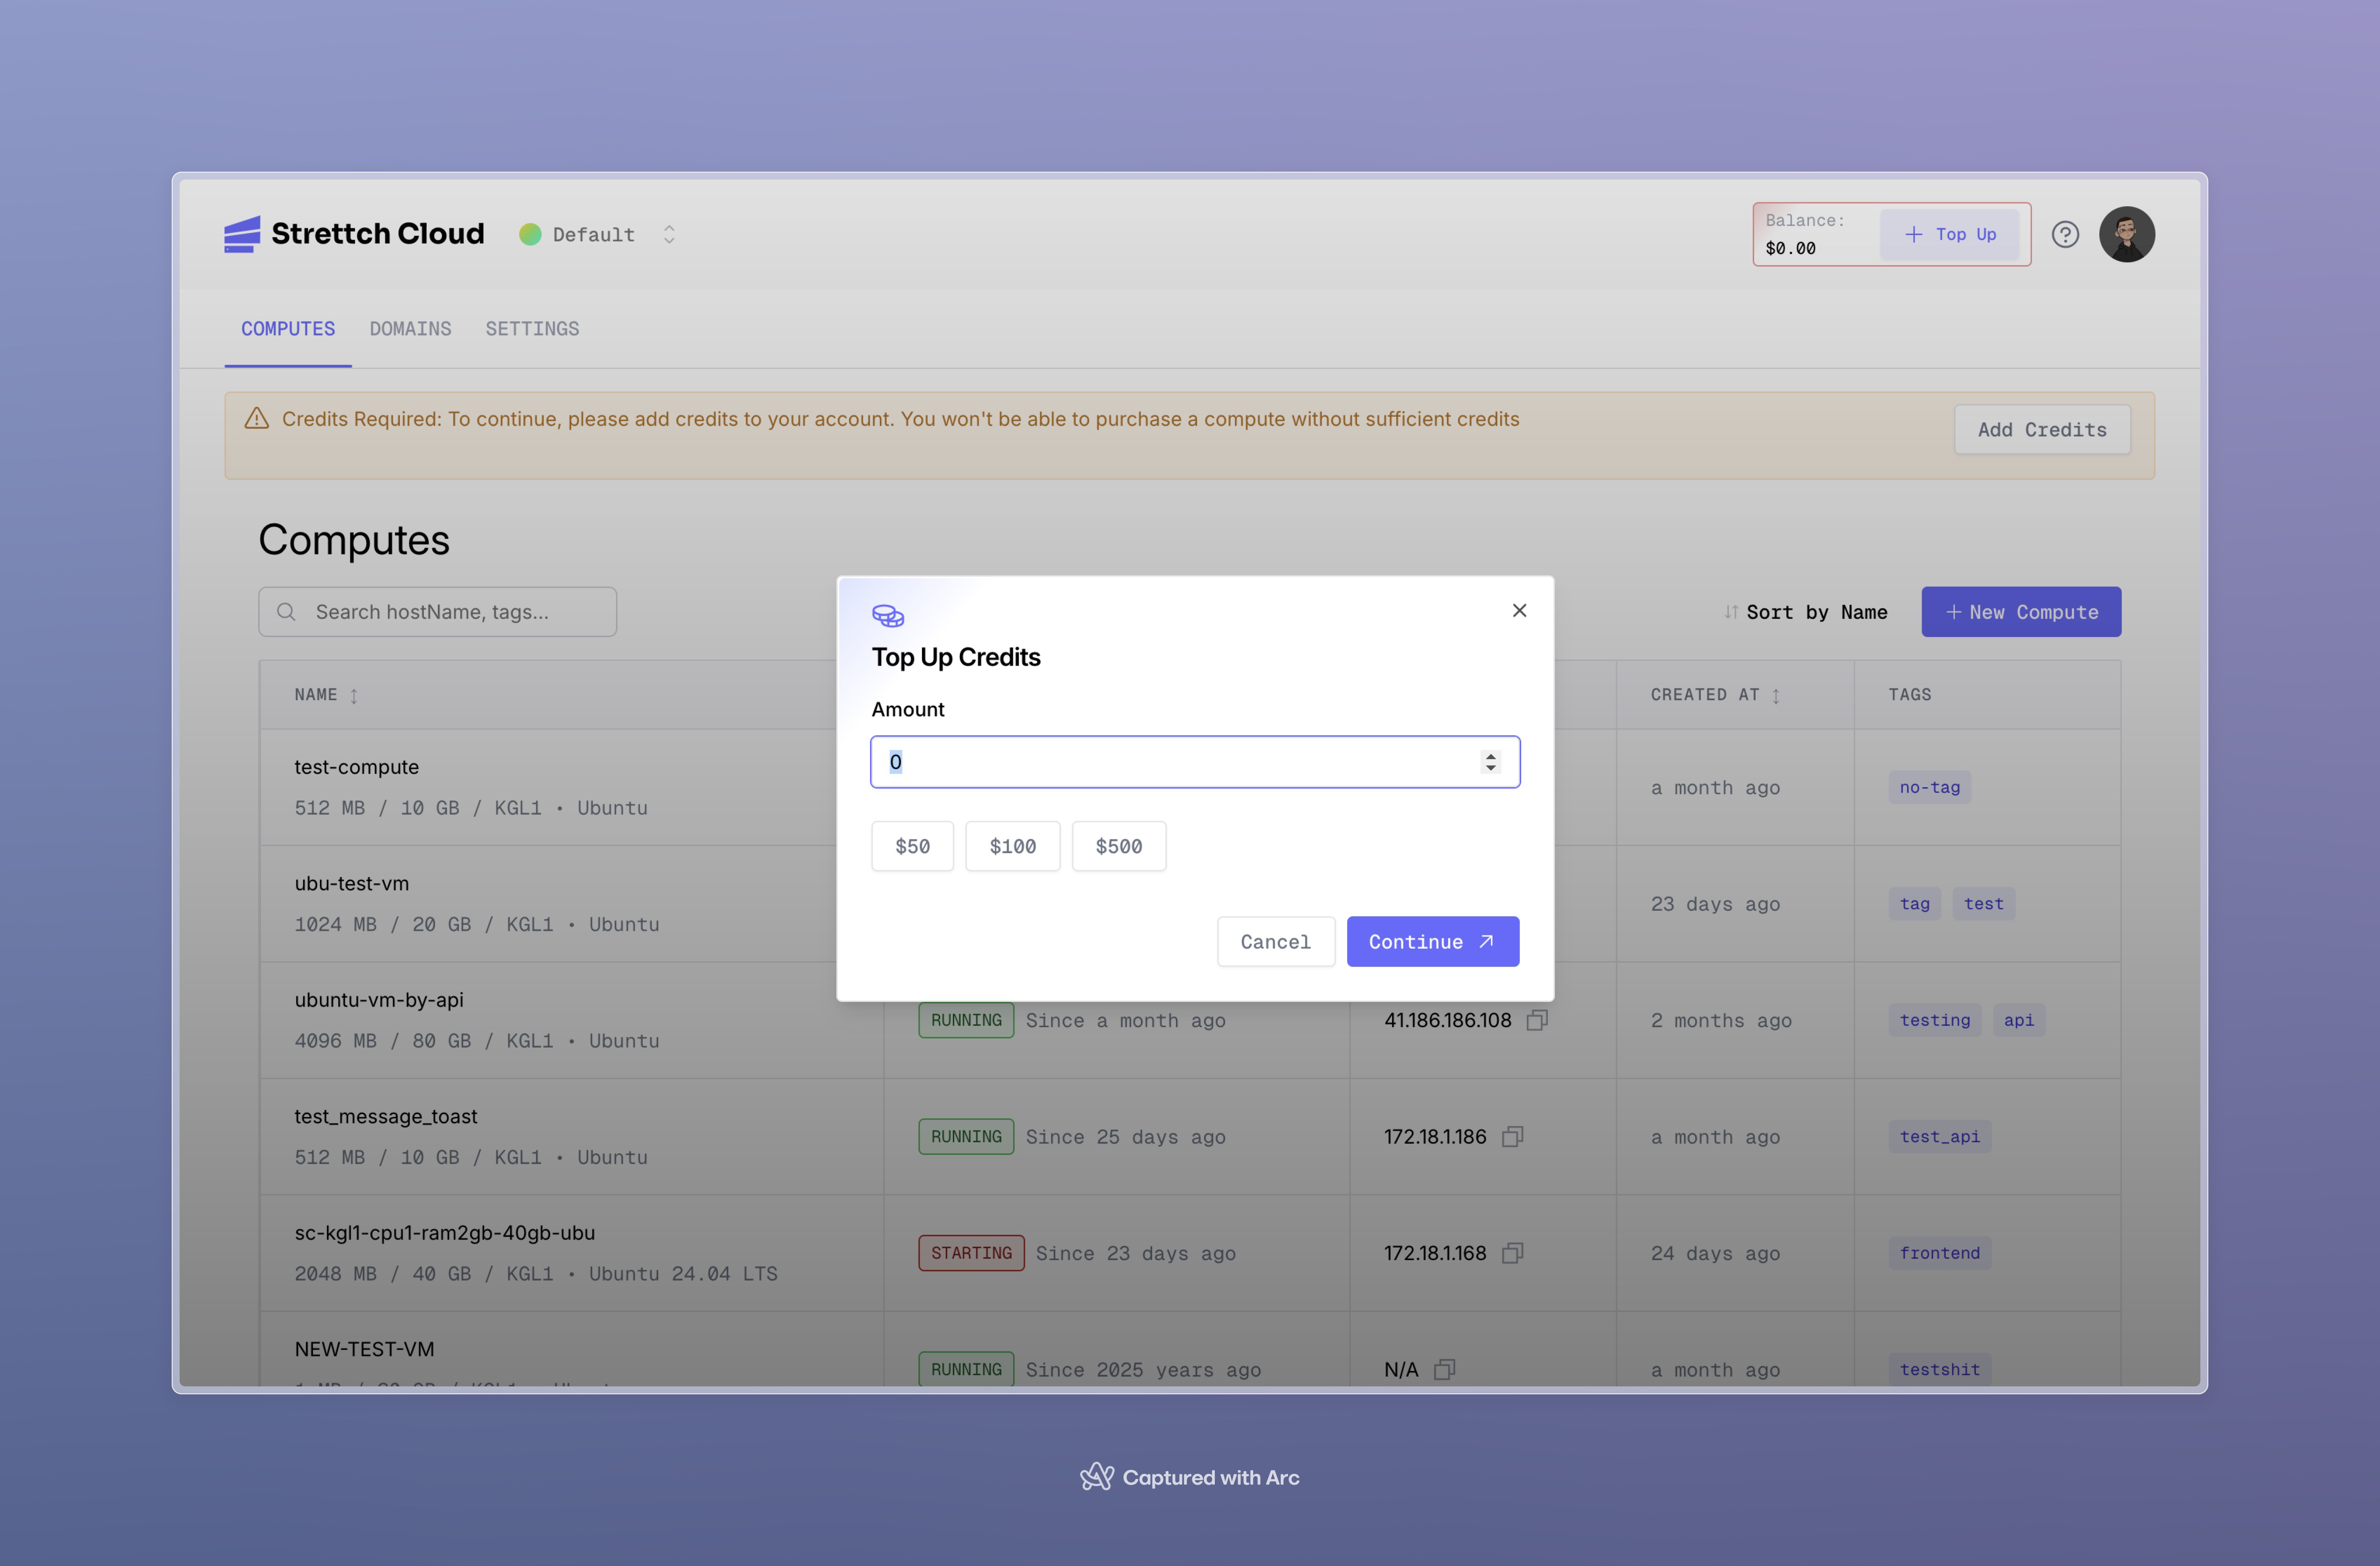 Strettch Cloud
Default
Balance:
$0.00
+ Top Up
COMPUTES
DOMAINS
SETTINGS
Credits Required: To continue, please add credits to your account. You won't be able to purchase a compute without sufficient credits
Add Credits
Computes
Search hostName, tags...
Sort by Name
+ New Compute
Top Up Credits
Amount
0
$50
$100
$500
Cancel
Continue
NAME
CREATED AT
TAGS
test-compute
512 MB / 10 GB / KGL1 • Ubuntu
a month ago
no-tag
ubu-test-vm
1024 MB / 20 GB / KGL1 • Ubuntu
23 days ago
tag
test
ubuntu-vm-by-api
4096 MB / 80 GB / KGL1 • Ubuntu
RUNNING
Since a month ago
41.186.186.108
2 months ago
testing
api
test_message_toast
512 MB / 10 GB / KGL1 • Ubuntu
RUNNING
Since 25 days ago
172.18.1.186
a month ago
test_api
sc-kgl1-cpu1-ram2gb-40gb-ubu
2048 MB / 40 GB / KGL1 • Ubuntu 24.04 LTS
STARTING
Since 23 days ago
172.18.1.168
24 days ago
frontend
NEW-TEST-VM
RUNNING
Since 2025 years ago
N/A
a month ago
testshit
Captured with Arc